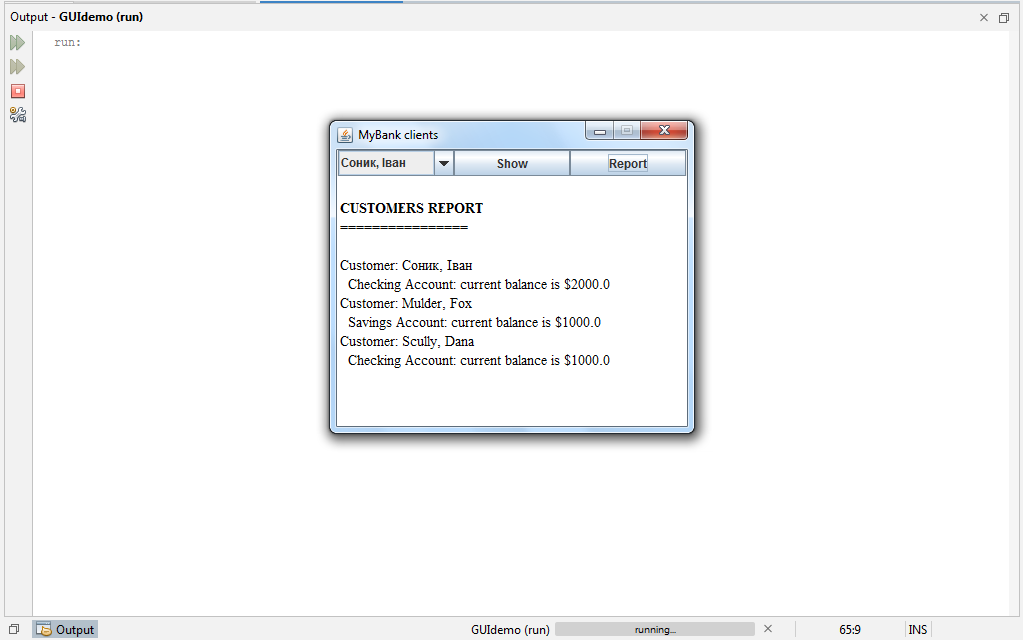 Output - GUIdemo (run)
run:
MyBank clients
Соник, Іван
Show
Report
CUSTOMERS REPORT
================
Customer: Соник, Іван
Checking Account: current balance is $2000.0
Customer: Mulder, Fox
Savings Account: current balance is $1000.0
Customer: Scully, Dana
Checking Account: current balance is $1000.0
Output
GUIdemo (run)
running...
65:9
INS